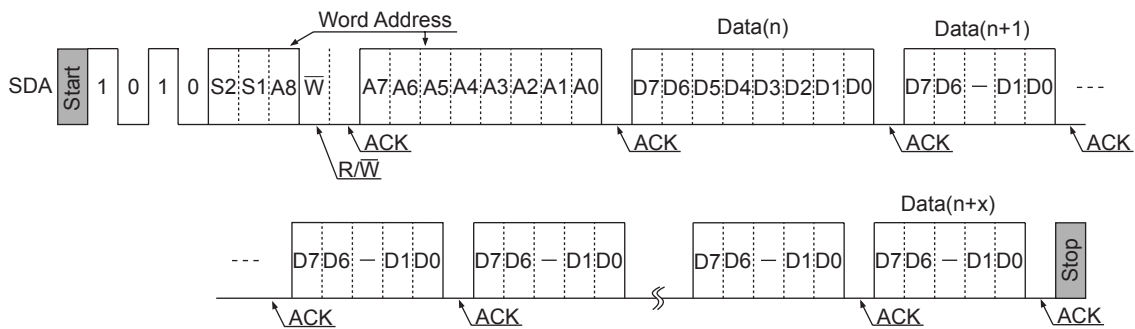 Word Address
Data(n)
Data(n+1)
SDA Start 1 0 1 0 S2 S1 A8 W̅ A7 A6 A5 A4 A3 A2 A1 A0 D7 D6 D5 D4 D3 D2 D1 D0 D7 D6 — D1 D0 ---
ACK ACK ACK ACK
R/W̅
Data(n+x)
--- D7 D6 — D1 D0 D7 D6 — D1 D0 D7 D6 — D1 D0 D7 D6 — D1 D0 Stop
ACK ACK ACK ACK